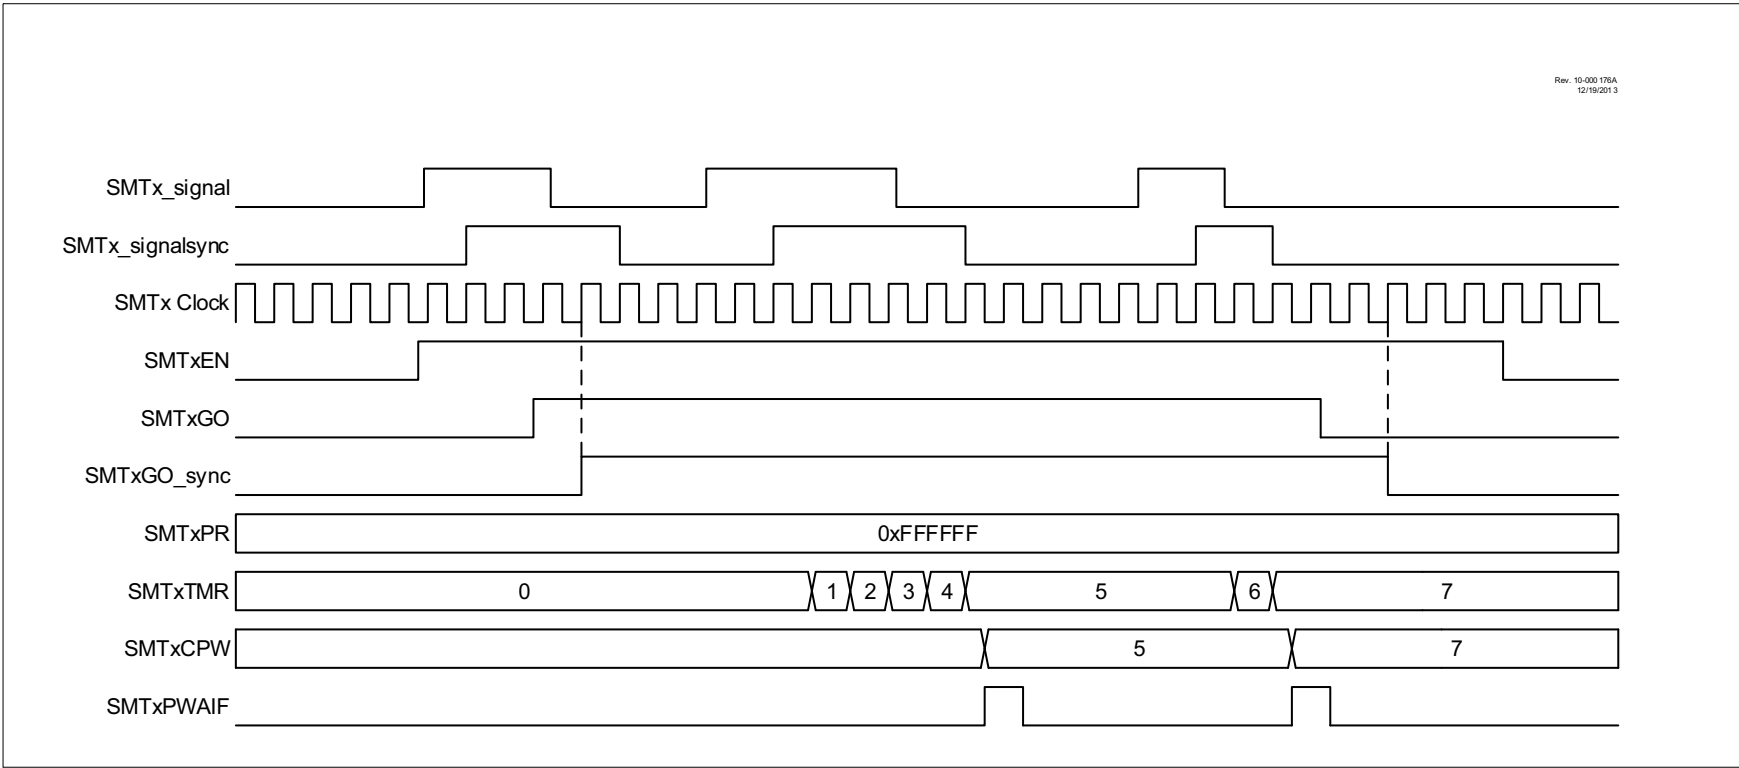 Rev. 10-000 176A
12/19/201 3
SMTx_signal
SMTx_signalsync
SMTx Clock
SMTxEN
SMTxGO
SMTxGO_sync
SMTxPR
0xFFFFFF
SMTxTMR
0 1 2 3 4 5 6 7
SMTxCPW
5 7
SMTxPWAIF